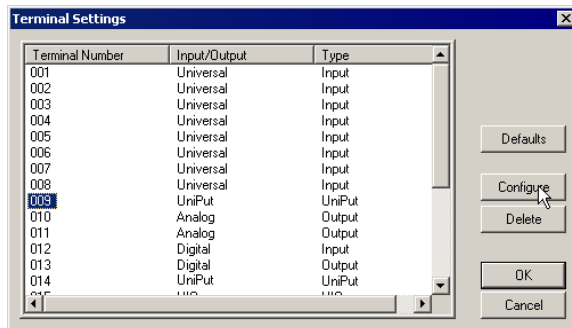 Terminal Settings
Terminal Number Input/Output Type
001 Universal Input
002 Universal Input
003 Universal Input
004 Universal Input
005 Universal Input
006 Universal Input
007 Universal Input
008 Universal Input
009 UniPut UniPut
010 Analog Output
011 Analog Output
012 Digital Input
013 Digital Output
014 UniPut UniPut
Defaults
Configure
Delete
OK
Cancel